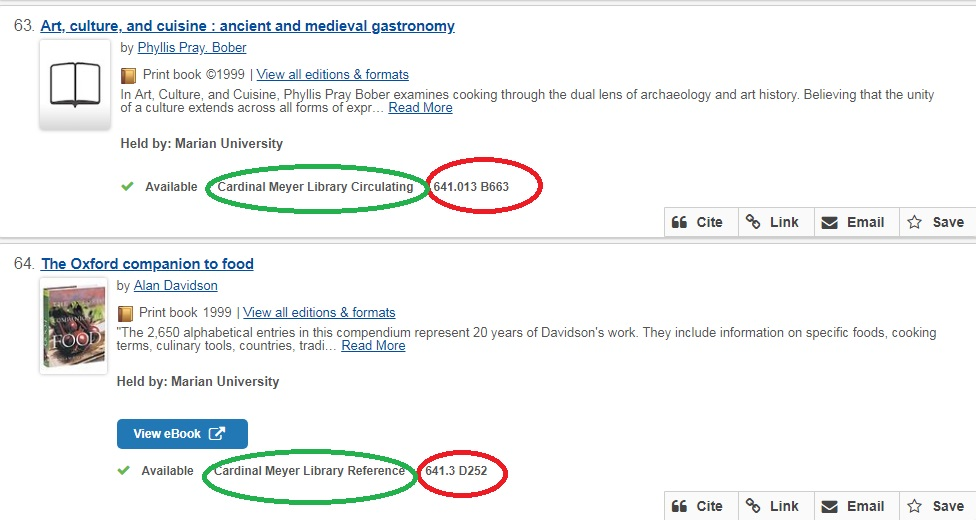 63. Art, culture, and cuisine : ancient and medieval gastronomy
by Phyllis Pray. Bober
Print book ©1999 | View all editions & formats
In Art, Culture, and Cuisine, Phyllis Pray Bober examines cooking through the dual lens of archaeology and art history. Believing that the unity
of a culture extends across all forms of expr... Read More
Held by: Marian University
Available Cardinal Meyer Library Circulating 641.013 B663
Cite Link Email Save
64. The Oxford companion to food
by Alan Davidson
THE OXFORD
COMPANION TO
FOOD
Print book 1999 | View all editions & formats
"The 2,650 alphabetical entries in this compendium represent 20 years of Davidson's work. They include information on specific foods, cooking
terms, culinary tools, countries, tradi... Read More
Held by: Marian University
View eBook
Available Cardinal Meyer Library Reference 641.3 D252
Cite Link Email Save